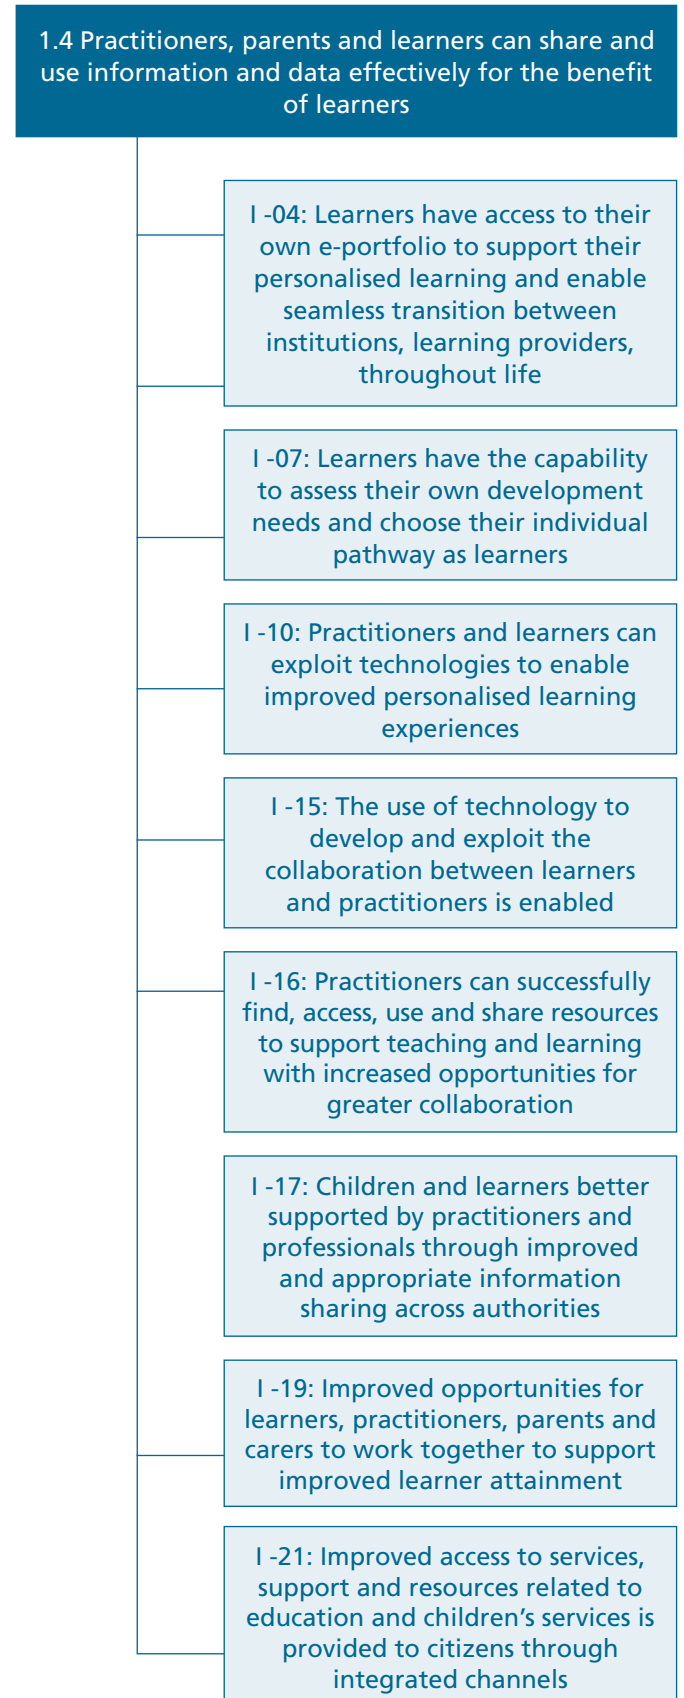 1.4 Practitioners, parents and learners can share and
use information and data effectively for the benefit
of learners
I -04: Learners have access to their
own e-portfolio to support their
personalised learning and enable
seamless transition between
institutions, learning providers,
throughout life
I -07: Learners have the capability
to assess their own development
needs and choose their individual
pathway as learners
I -10: Practitioners and learners can
exploit technologies to enable
improved personalised learning
experiences
I -15: The use of technology to
develop and exploit the
collaboration between learners
and practitioners is enabled
I -16: Practitioners can successfully
find, access, use and share resources
to support teaching and learning
with increased opportunities for
greater collaboration
I -17: Children and learners better
supported by practitioners and
professionals through improved
and appropriate information
sharing across authorities
I -19: Improved opportunities for
learners, practitioners, parents and
carers to work together to support
improved learner attainment
I -21: Improved access to services,
support and resources related to
education and children’s services is
provided to citizens through
integrated channels